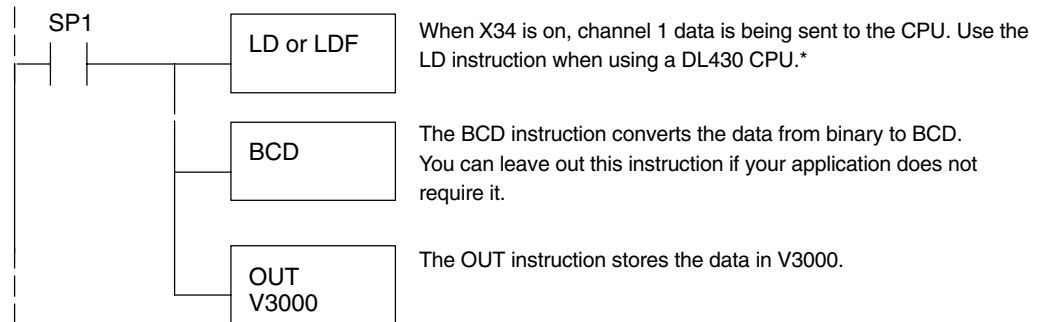 SP1
LD or LDF
When X34 is on, channel 1 data is being sent to the CPU. Use the
LD instruction when using a DL430 CPU.*
BCD
The BCD instruction converts the data from binary to BCD.
You can leave out this instruction if your application does not
require it.
OUT
V3000
The OUT instruction stores the data in V3000.